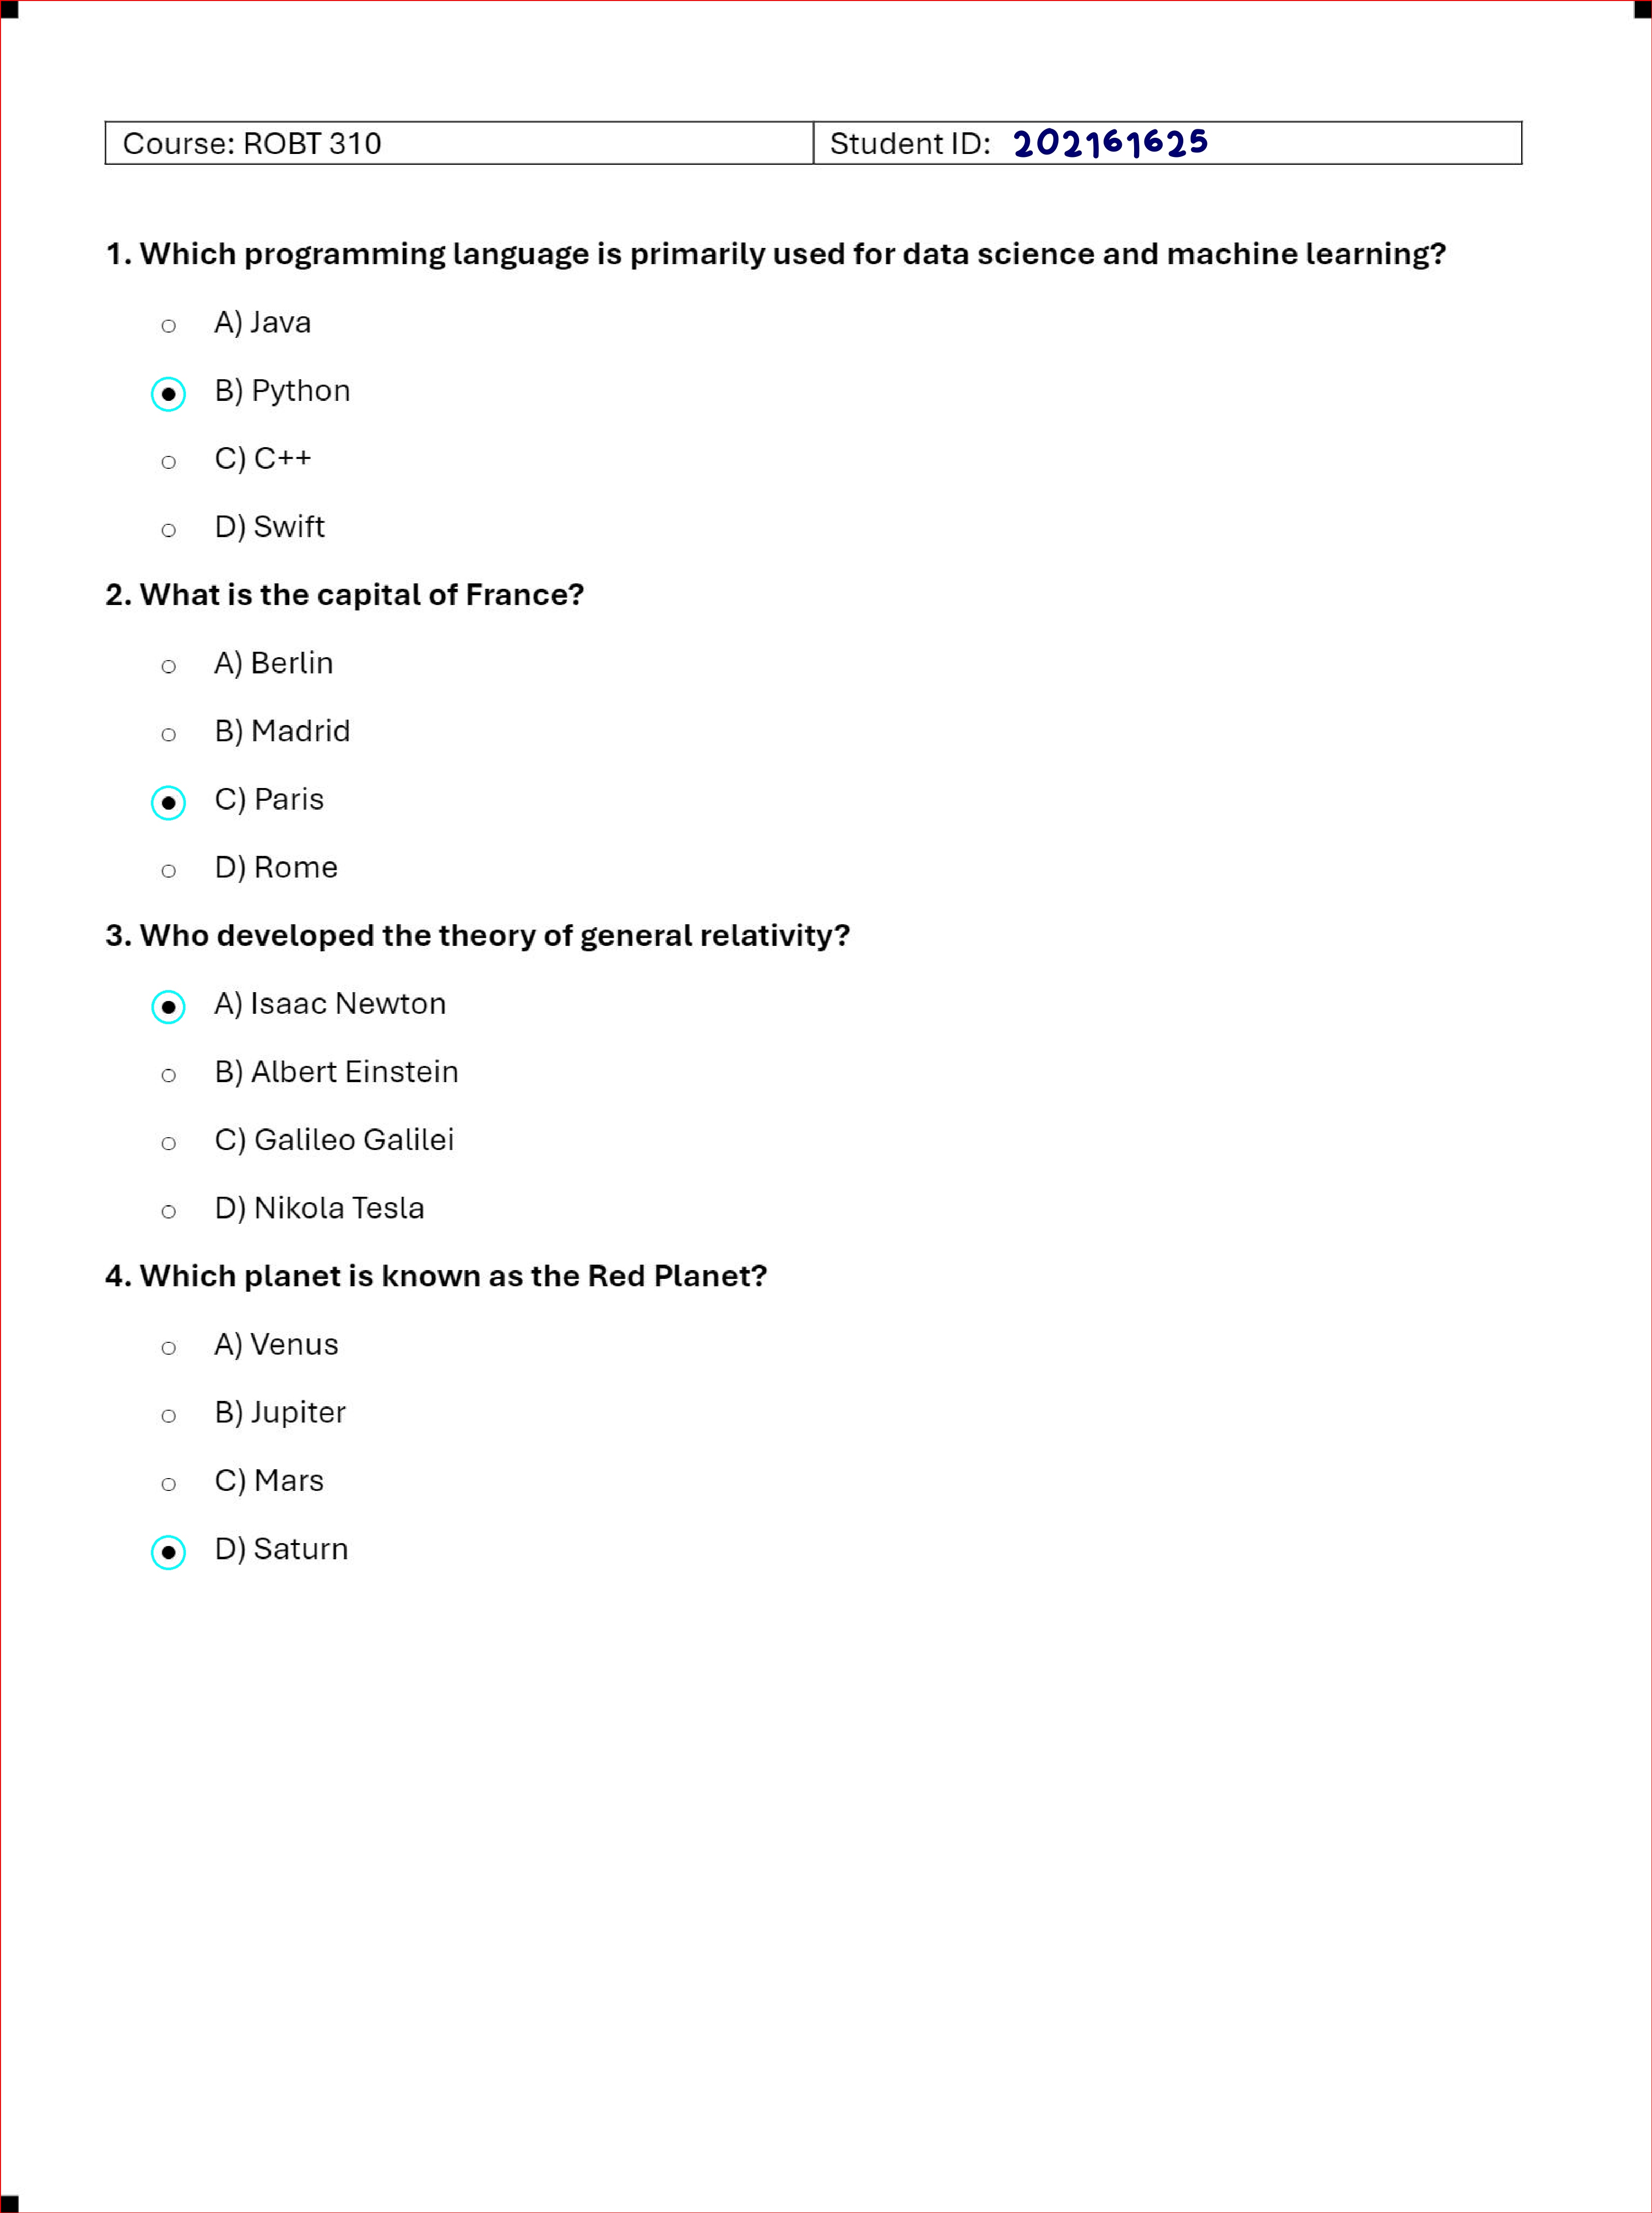 Course: ROBT 310 Student ID: 202161625
1. Which programming language is primarily used for data science and machine learning?
A) Java
B) Python
C) C++
D) Swift
2. What is the capital of France?
A) Berlin
B) Madrid
C) Paris
D) Rome
3. Who developed the theory of general relativity?
A) Isaac Newton
B) Albert Einstein
C) Galileo Galilei
D) Nikola Tesla
4. Which planet is known as the Red Planet?
A) Venus
B) Jupiter
C) Mars
D) Saturn